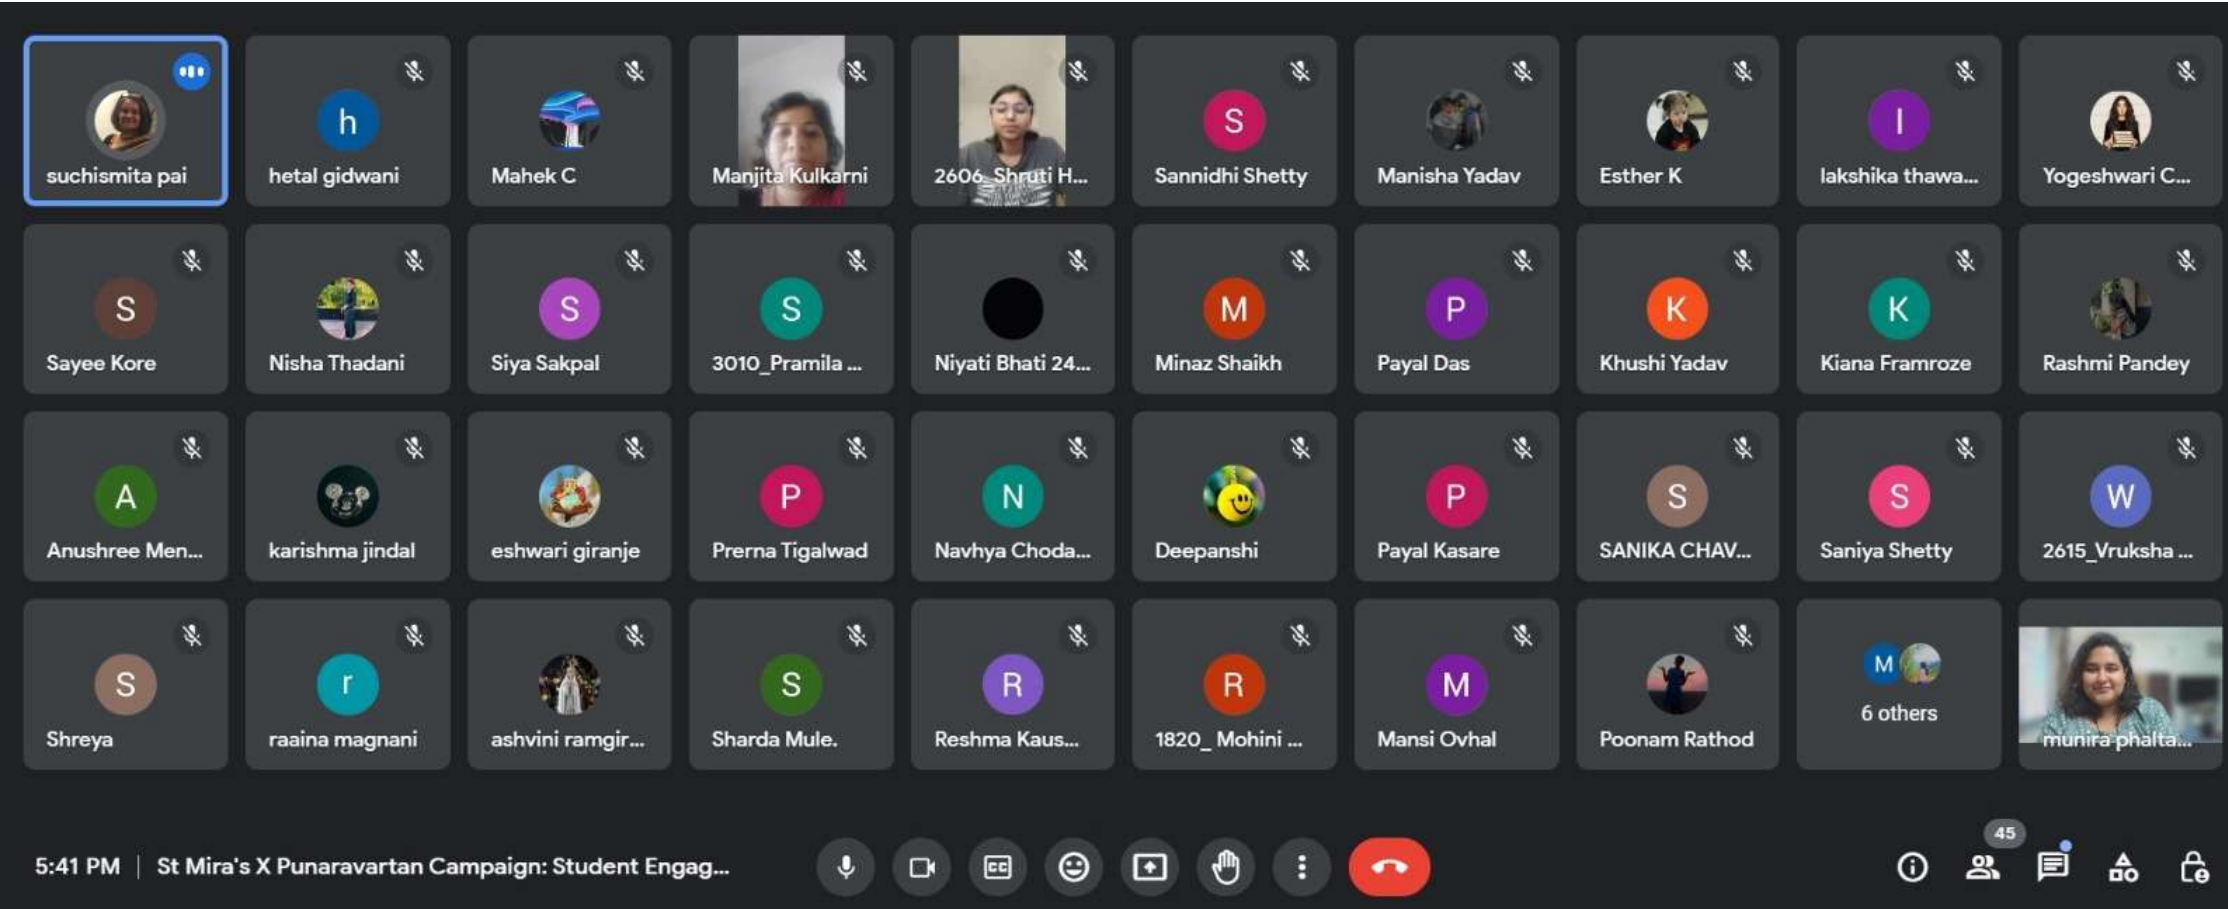 suchismita pai
h
hetal gidwani
Mahek C
Manjita Kulkarni
2606_Shruti H...
S
Sannidhi Shetty
Manisha Yadav
Esther K
l
lakshika thawa...
Yogeshwari C...
S
Sayee Kore
Nisha Thadani
S
Siya Sakpal
S
3010_Pramila ...
Niyati Bhati 24...
M
Minaz Shaikh
P
Payal Das
K
Khushi Yadav
K
Kiana Framroze
Rashmi Pandey
A
Anushree Men...
karishma jindal
eshwari giranje
P
Prerna Tigalwad
N
Navhya Choda...
Deepanshi
P
Payal Kasare
S
SANIKA CHAV...
S
Saniya Shetty
W
2615_Vruksha ...
S
Shreya
r
raaina magnani
ashvini ramgir...
S
Sharda Mule.
R
Reshma Kaus...
R
1820_ Mohini ...
M
Mansi Ovhal
Poonam Rathod
M
6 others
munira phalta...
5:41 PM | St Mira's X Punaravartan Campaign: Student Engag...
CC
45